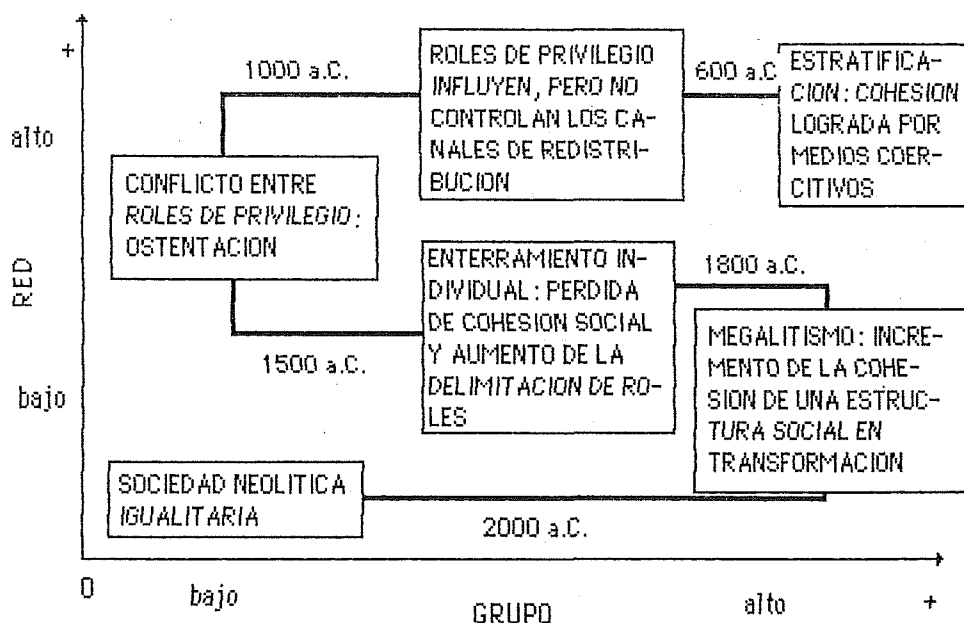 +
alto
RED
bajo
1000 a.C.
ROLES DE PRIVILEGIO
INFLUYEN, PERO NO
CONTROLAN LOS CA-
NALES DE REDISTRI-
BUCION
600 a.C
ESTRATIFICA-
CION: COHESION
LOGRADA POR
MEDIOS COER-
CITIVOS
CONFLICTO ENTRE
ROLES DE PRIVILEGIO:
OSTENTACION
1500 a.C.
ENTERRAMIENTO IN-
DIVIDUAL: PERDIDA
DE COHESION SOCIAL
Y AUMENTO DE LA
DELIMITACION DE RO-
LES
1800 a.C.
MEGALITISMO: INCRE-
MENTO DE LA COHE-
SION DE UNA ESTRUC-
TURA SOCIAL EN
TRANSFORMACION
SOCIEDAD NEOLITICA
IGUALITARIA
2000 a.C.
0
bajo
GRUPO
alto
+